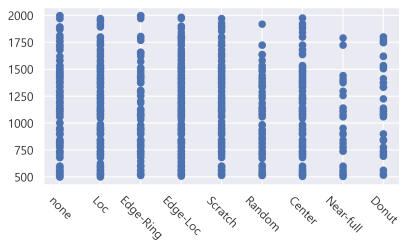 2000
1750
1500
1250
1000
750
500
none
Loc
Edge-Ring
Edge-Loc
Scratch
Random
Center
Near-full
Donut